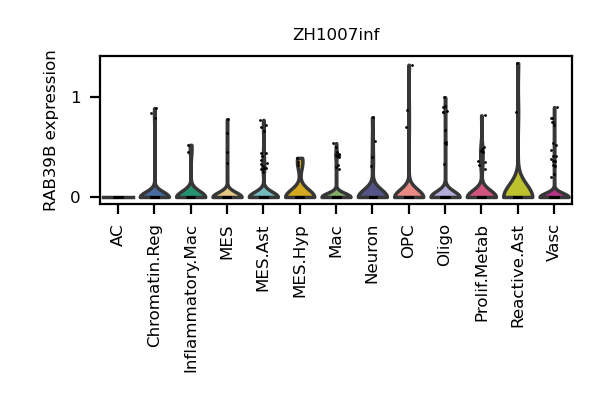 ZH1007inf
RAB39B expression
1
0
AC
Chromatin.Reg
Inflammatory.Mac
MES
MES.Ast
MES.Hyp
Mac
Neuron
OPC
Oligo
Prolif.Metab
Reactive.Ast
Vasc